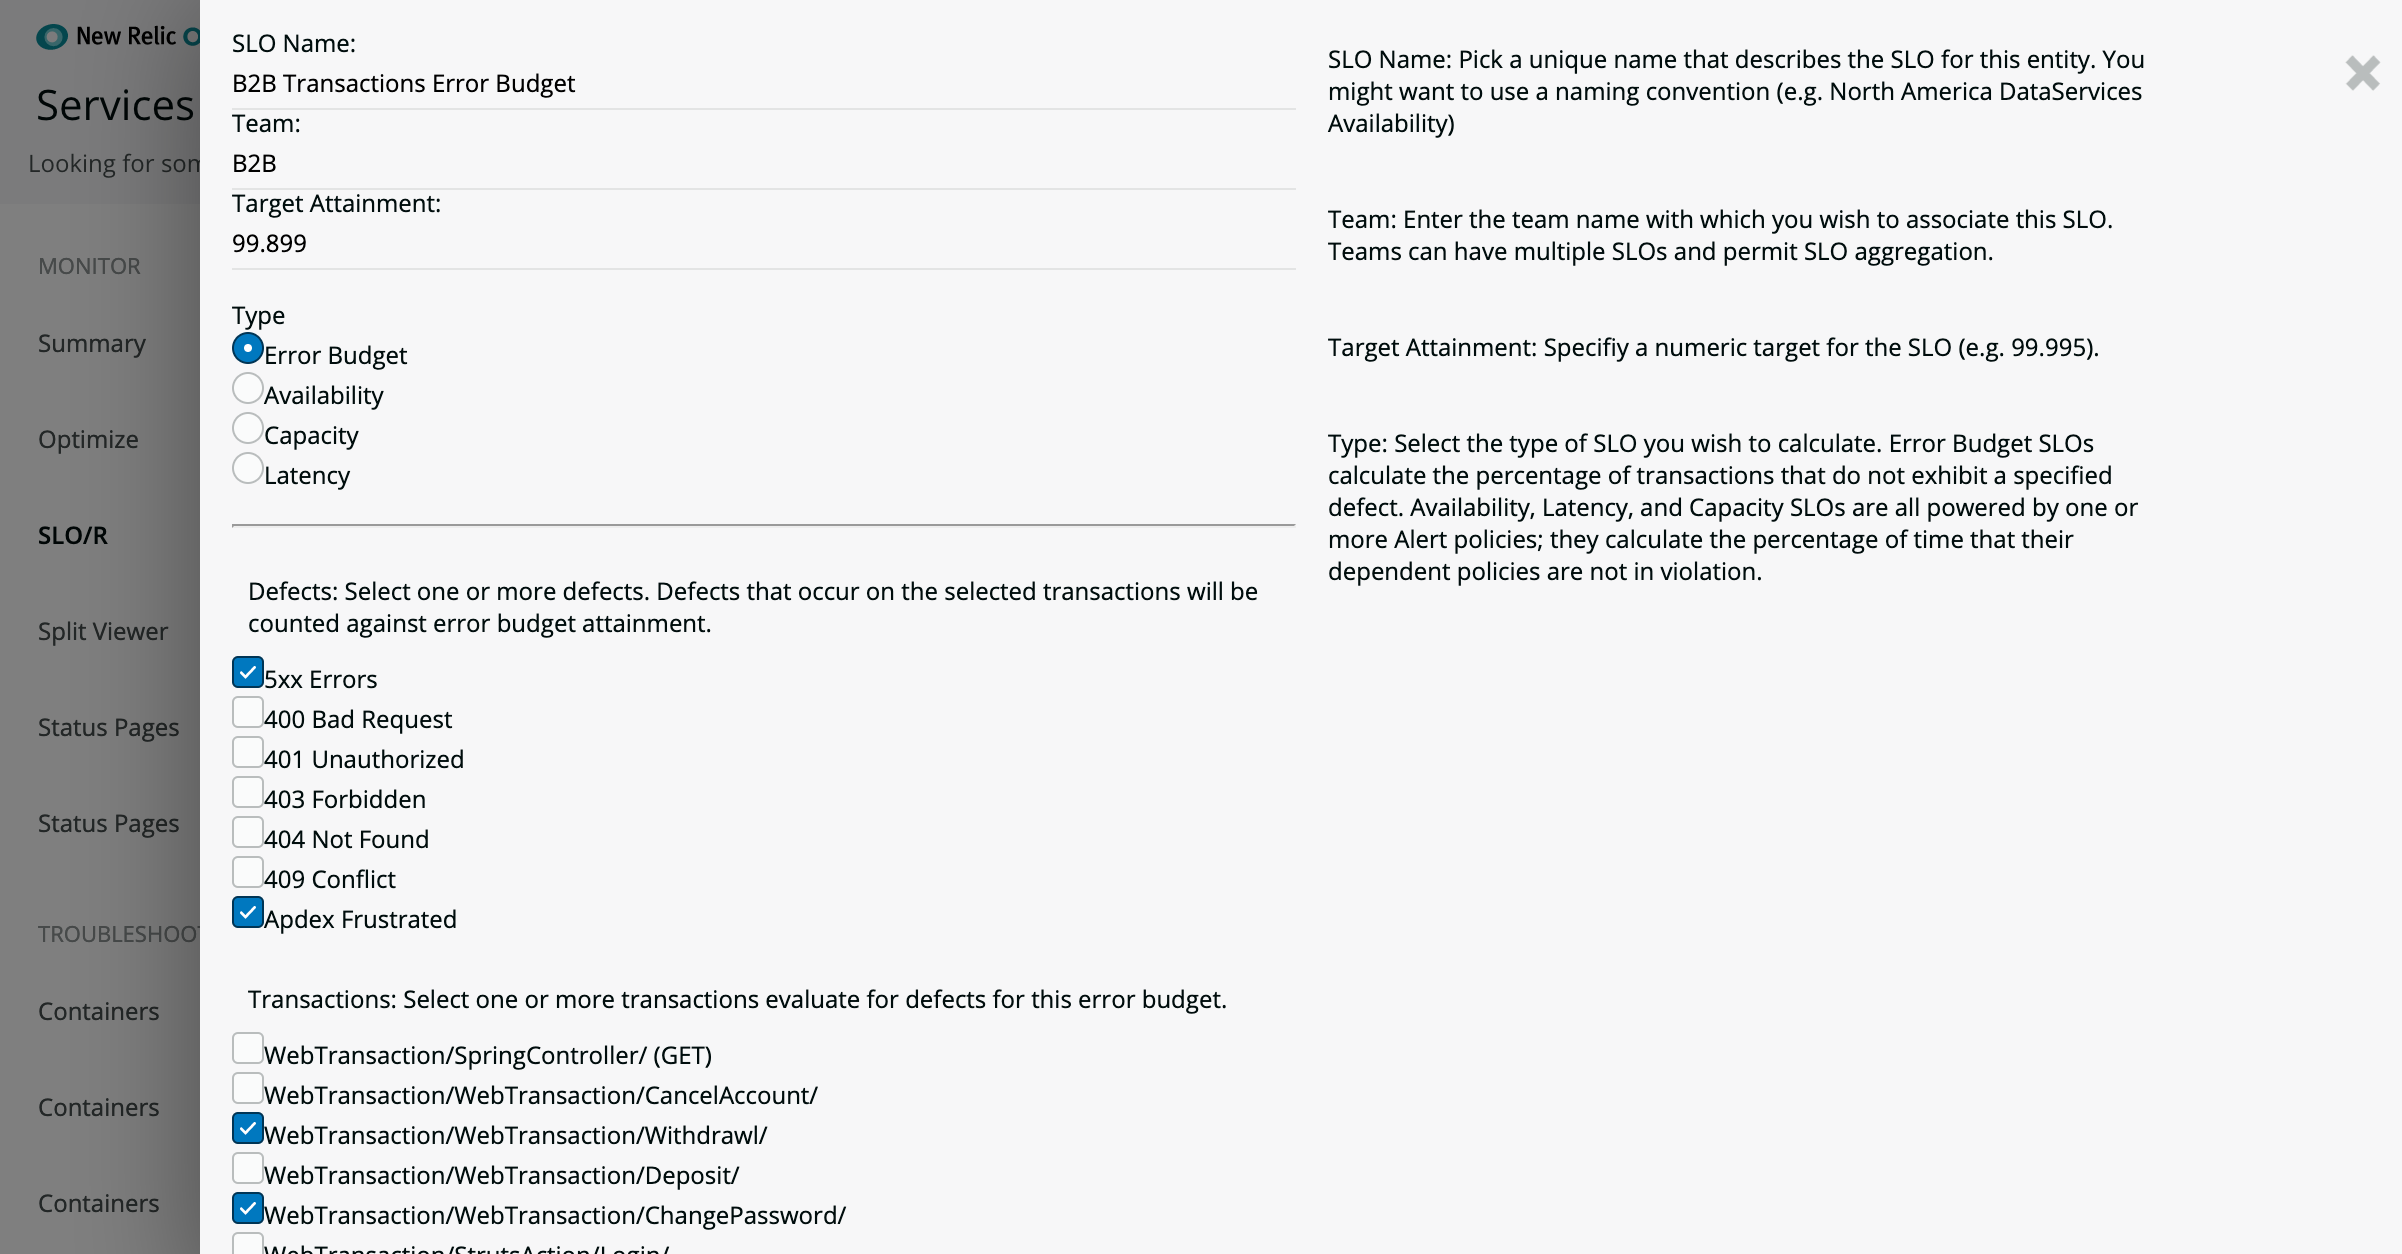 New Relic
Services
Looking for som
MONITOR
Summary
Optimize
SLO/R
Split Viewer
Status Pages
Status Pages
TROUBLESHOOT
Containers
Containers
Containers
SLO Name:
B2B Transactions Error Budget
Team:
B2B
Target Attainment:
99.899
Type
Error Budget
Availability
Capacity
Latency
Defects: Select one or more defects. Defects that occur on the selected transactions will be
counted against error budget attainment.
5xx Errors
400 Bad Request
401 Unauthorized
403 Forbidden
404 Not Found
409 Conflict
Apdex Frustrated
Transactions: Select one or more transactions evaluate for defects for this error budget.
WebTransaction/SpringController/ (GET)
WebTransaction/WebTransaction/CancelAccount/
WebTransaction/WebTransaction/Withdrawl/
WebTransaction/WebTransaction/Deposit/
WebTransaction/WebTransaction/ChangePassword/
WebTransaction/StrutsAction/Login/
SLO Name: Pick a unique name that describes the SLO for this entity. You
might want to use a naming convention (e.g. North America DataServices
Availability)
Team: Enter the team name with which you wish to associate this SLO.
Teams can have multiple SLOs and permit SLO aggregation.
Target Attainment: Specifiy a numeric target for the SLO (e.g. 99.995).
Type: Select the type of SLO you wish to calculate. Error Budget SLOs
calculate the percentage of transactions that do not exhibit a specified
defect. Availability, Latency, and Capacity SLOs are all powered by one or
more Alert policies; they calculate the percentage of time that their
dependent policies are not in violation.